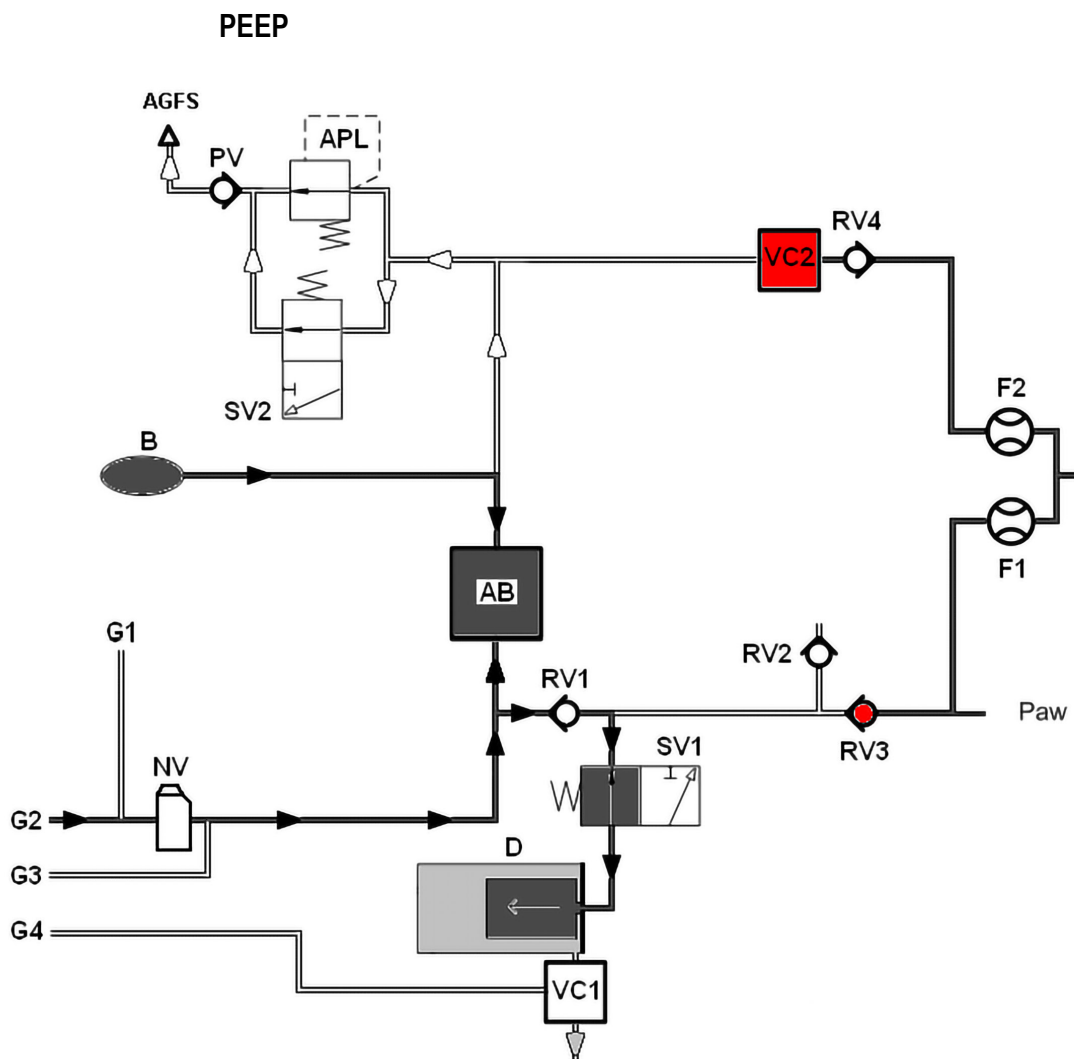 PEEP
AGFS
PV
APL
RV4
VC2
SV2
F2
B
F1
AB
G1
RV1
RV2
Paw
RV3
SV1
NV
G2
D
G3
G4
VC1